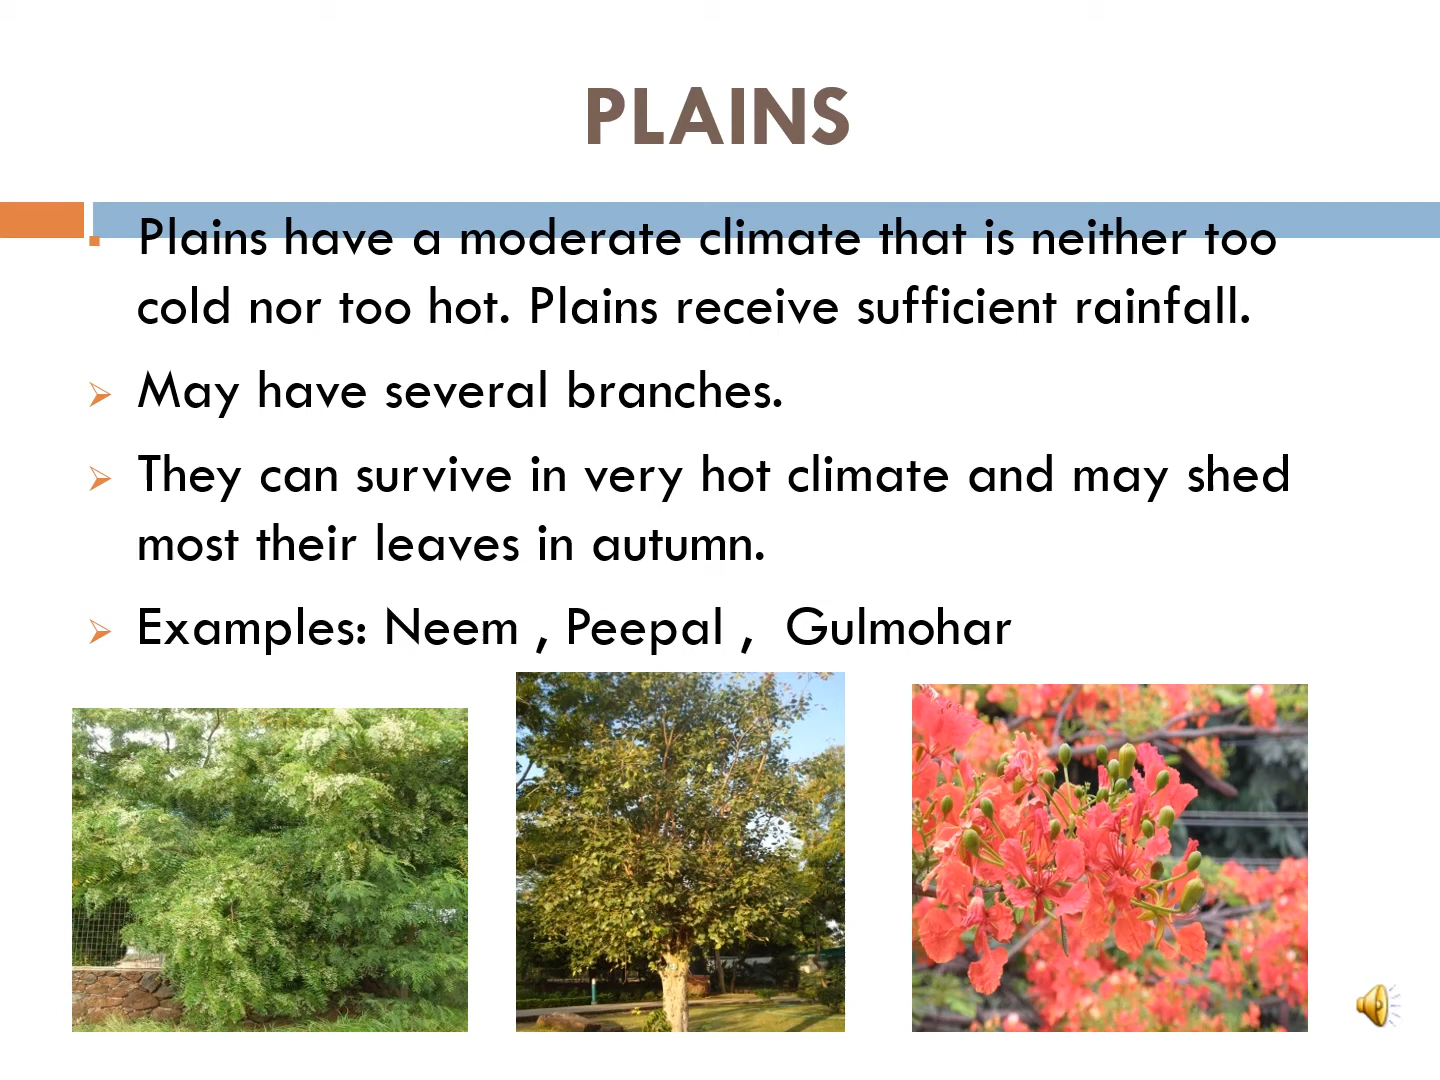 PLAINS
Plains have a moderate climate that is neither too
cold nor too hot. Plains receive sufficient rainfall.
May have several branches.
They can survive in very hot climate and may shed
most their leaves in autumn.
Examples: Neem , Peepal ,  Gulmohar